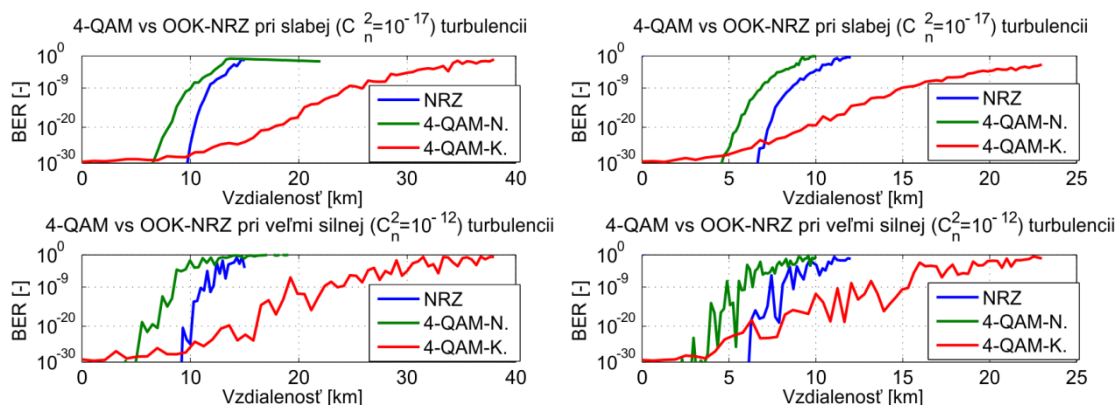 4-QAM vs OOK-NRZ pri slabej (C_n^2=10^-17) turbulencii
BER [-]
10^0
10^-9
10^-20
10^-30
NRZ
4-QAM-N.
4-QAM-K.
0 10 20 30 40
Vzdialenosť [km]
4-QAM vs OOK-NRZ pri slabej (C_n^2=10^-17) turbulencii
BER [-]
10^0
10^-9
10^-20
10^-30
NRZ
4-QAM-N.
4-QAM-K.
0 5 10 15 20 25
Vzdialenosť [km]
4-QAM vs OOK-NRZ pri veľmi silnej (C_n^2=10^-12) turbulencii
BER [-]
10^0
10^-9
10^-20
10^-30
NRZ
4-QAM-N.
4-QAM-K.
0 10 20 30 40
Vzdialenosť [km]
4-QAM vs OOK-NRZ pri veľmi silnej (C_n^2=10^-12) turbulencii
BER [-]
10^0
10^-9
10^-20
10^-30
NRZ
4-QAM-N.
4-QAM-K.
0 5 10 15 20 25
Vzdialenosť [km]